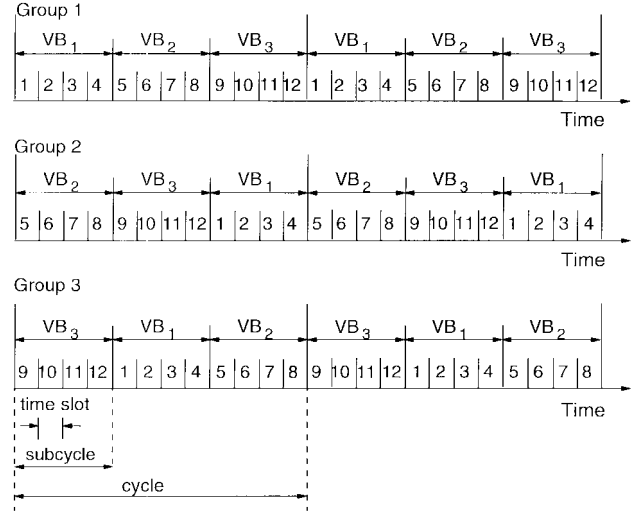 Group 1
VB1 VB2 VB3 VB1 VB2 VB3
1 2 3 4 5 6 7 8 9 10 11 12 1 2 3 4 5 6 7 8 9 10 11 12
Time
Group 2
VB2 VB3 VB1 VB2 VB3 VB1
5 6 7 8 9 10 11 12 1 2 3 4 5 6 7 8 9 10 11 12 1 2 3 4
Time
Group 3
VB3 VB1 VB2 VB3 VB1 VB2
9 10 11 12 1 2 3 4 5 6 7 8 9 10 11 12 1 2 3 4 5 6 7 8
time slot
Time
subcycle
cycle